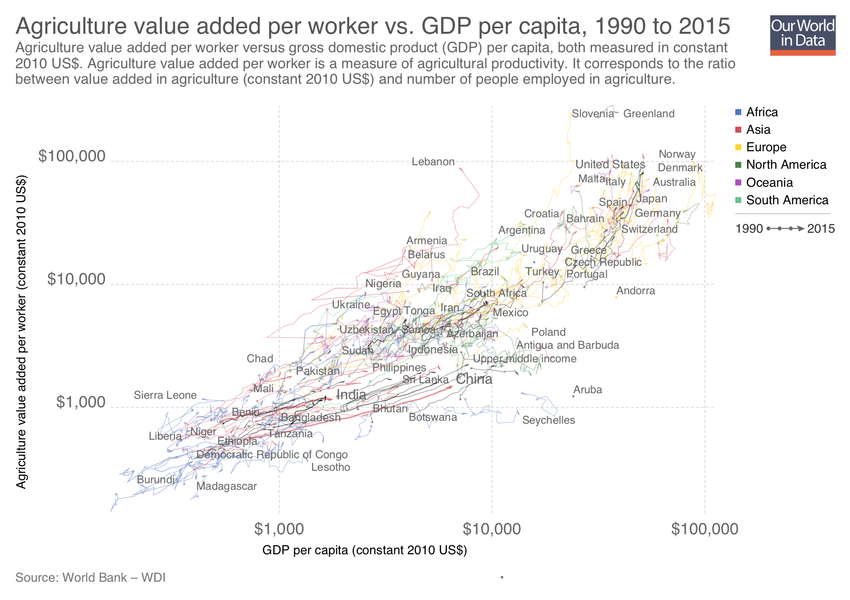 Agriculture value added per worker vs. GDP per capita, 1990 to 2015
Agriculture value added per worker versus gross domestic product (GDP) per capita, both measured in constant
2010 US$. Agriculture value added per worker is a measure of agricultural productivity. It corresponds to the ratio
between value added in agriculture (constant 2010 US$) and number of people employed in agriculture.
Our World
in Data
Africa
Asia
Europe
North America
Oceania
South America
1990
2015
Agriculture value added per worker (constant 2010 US$)
$100,000
$10,000
$1,000
Slovenia
Greenland
Lebanon
United States
Norway
Denmark
Malta
Italy
Australia
Spain
Japan
Croatia
Bahrain
Germany
Argentina
Switzerland
Armenia
Belarus
Uruguay
Greece
Czech Republic
Guyana
Brazil
Turkey
Portugal
Nigeria
Iraq
South Africa
Andorra
Ukraine
Egypt
Tonga
Iran
Mexico
Uzbekistan
Samoa
Azerbaijan
Poland
Sudan
Indonesia
Antigua and Barbuda
Chad
Upper middle income
Pakistan
Philippines
Mali
Sri Lanka
China
Sierra Leone
India
Aruba
Benin
Bhutan
Bangladesh
Botswana
Seychelles
Liberia
Niger
Tanzania
Ethiopia
Democratic Republic of Congo
Lesotho
Burundi
Madagascar
$1,000
$10,000
$100,000
GDP per capita (constant 2010 US$)
Source: World Bank – WDI